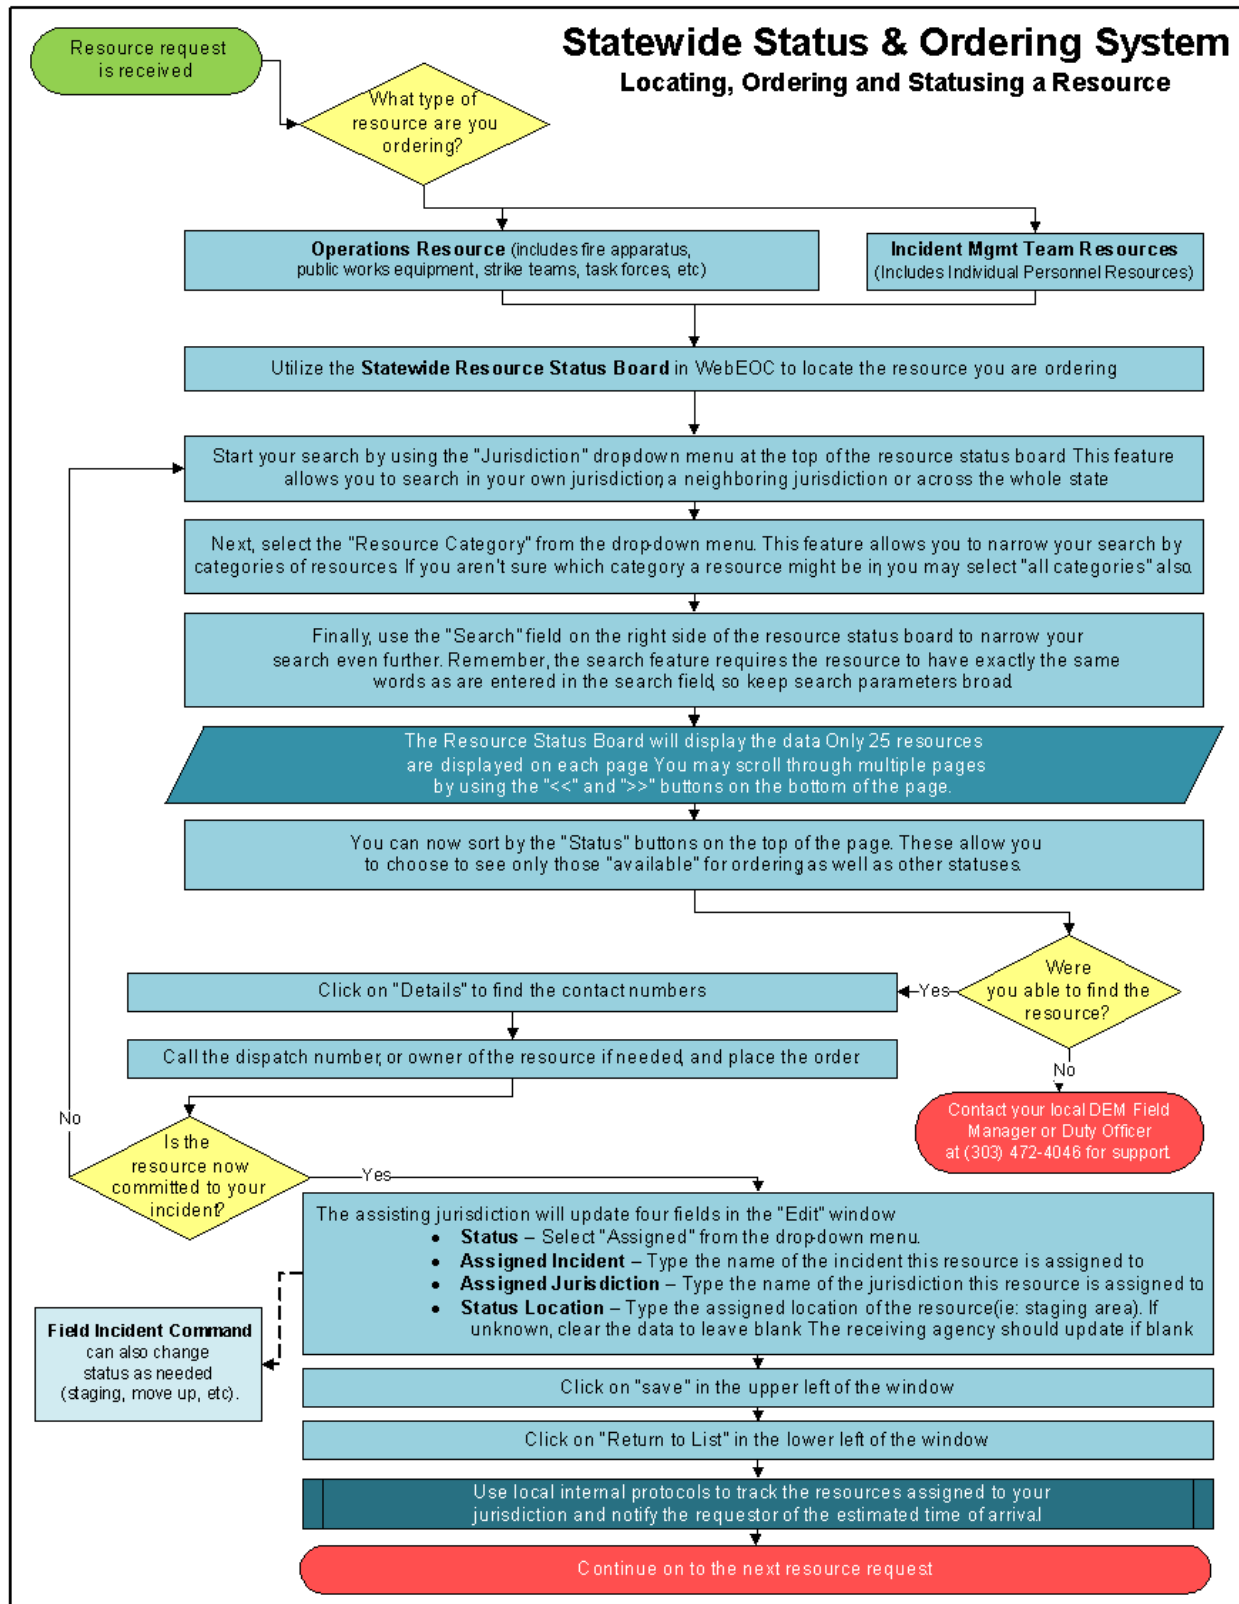 Statewide Status & Ordering System
Locating, Ordering and Statusing a Resource
Resource request
is received
What type of
resource are you
ordering?
Operations Resource (includes fire apparatus,
public works equipment, strike teams, task forces, etc)
Incident Mgmt Team Resources
(Includes Individual Personnel Resources)
Utilize the Statewide Resource Status Board in WebEOC to locate the resource you are ordering
Start your search by using the "Jurisdiction" dropdown menu at the top of the resource status board. This feature
allows you to search in your own jurisdiction, a neighboring jurisdiction or across the whole state
Next, select the "Resource Category" from the drop-down menu. This feature allows you to narrow your search by
categories of resources. If you aren't sure which category a resource might be in, you may select "all categories" also.
Finally, use the "Search" field on the right side of the resource status board to narrow your
search even further. Remember, the search feature requires the resource to have exactly the same
words as are entered in the search field, so keep search parameters broad.
The Resource Status Board will display the data. Only 25 resources
are displayed on each page. You may scroll through multiple pages
by using the "<<" and ">>" buttons on the bottom of the page.
You can now sort by the "Status" buttons on the top of the page. These allow you
to choose to see only those "available" for ordering, as well as other statuses.
Were
you able to find the
resource?
Yes
No
Click on "Details" to find the contact numbers
Call the dispatch number, or owner of the resource if needed, and place the order.
Contact your local DEM Field
Manager or Duty Officer
at (303) 472-4046 for support.
No
Is the
resource now
committed to your
incident?
Yes
The assisting jurisdiction will update four fields in the "Edit" window
• Status – Select "Assigned" from the drop-down menu.
• Assigned Incident – Type the name of the incident this resource is assigned to
• Assigned Jurisdiction – Type the name of the jurisdiction this resource is assigned to
• Status Location – Type the assigned location of the resource (ie: staging area). If
unknown, clear the data to leave blank. The receiving agency should update if blank
Field Incident Command
can also change
status as needed
(staging, move up, etc).
Click on "save" in the upper left of the window
Click on "Return to List" in the lower left of the window
Use local internal protocols to track the resources assigned to your
jurisdiction and notify the requestor of the estimated time of arrival.
Continue on to the next resource request